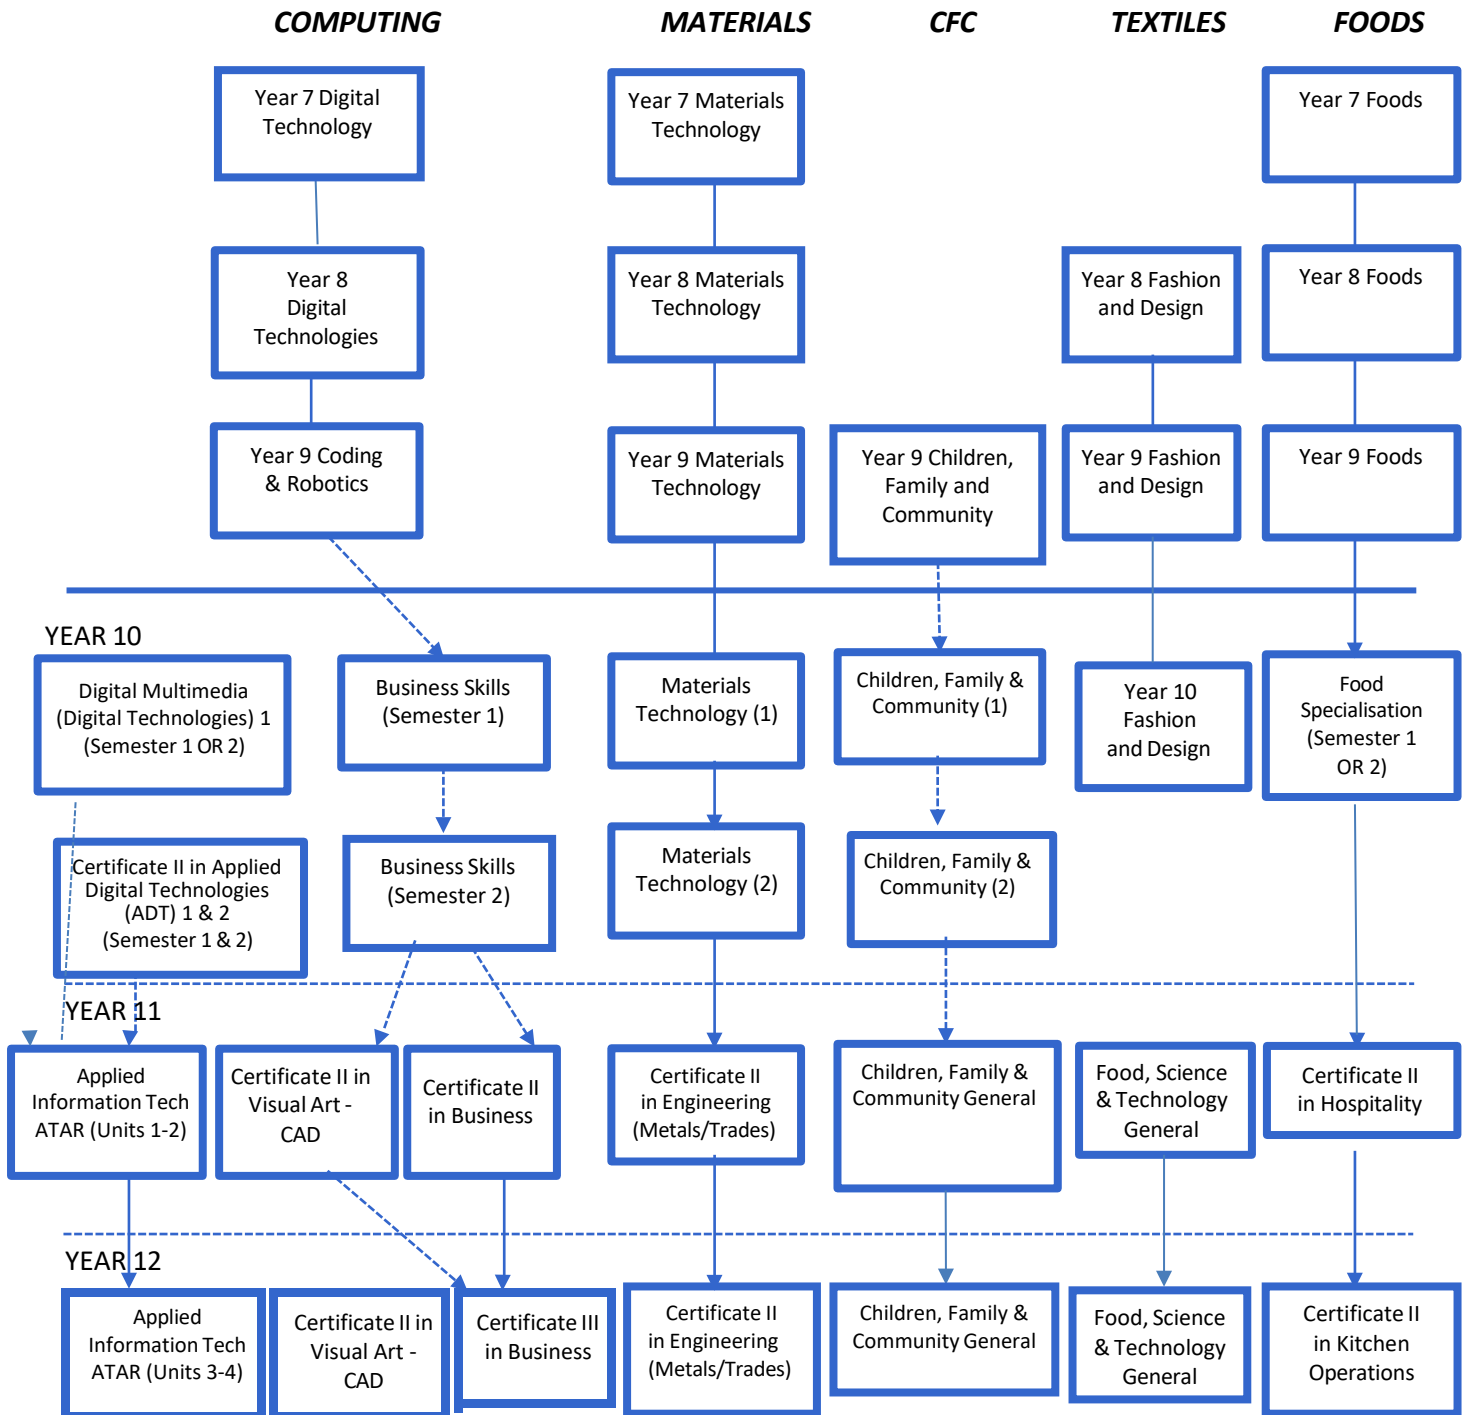 COMPUTING
MATERIALS
CFC
TEXTILES
FOODS
Year 7 Digital
Technology
Year 7 Materials
Technology
Year 7 Foods
Year 8
Digital
Technologies
Year 8 Materials
Technology
Year 8 Fashion
and Design
Year 8 Foods
Year 9 Coding
& Robotics
Year 9 Materials
Technology
Year 9 Children,
Family and
Community
Year 9 Fashion
and Design
Year 9 Foods
YEAR 10
Digital Multimedia
(Digital Technologies) 1
(Semester 1 OR 2)
Business Skills
(Semester 1)
Materials
Technology (1)
Children, Family &
Community (1)
Year 10
Fashion
and Design
Food
Specialisation
(Semester 1
OR 2)
Certificate II in Applied
Digital Technologies
(ADT) 1 & 2
(Semester 1 & 2)
Business Skills
(Semester 2)
Materials
Technology (2)
Children, Family &
Community (2)
YEAR 11
Applied
Information Tech
ATAR (Units 1-2)
Certificate II in
Visual Art -
CAD
Certificate II
in Business
Certificate II
in Engineering
(Metals/Trades)
Children, Family &
Community General
Food, Science
& Technology
General
Certificate II
in Hospitality
YEAR 12
Applied
Information Tech
ATAR (Units 3-4)
Certificate II in
Visual Art -
CAD
Certificate III
in Business
Certificate II
in Engineering
(Metals/Trades)
Children, Family &
Community General
Food, Science
& Technology
General
Certificate II
in Kitchen
Operations